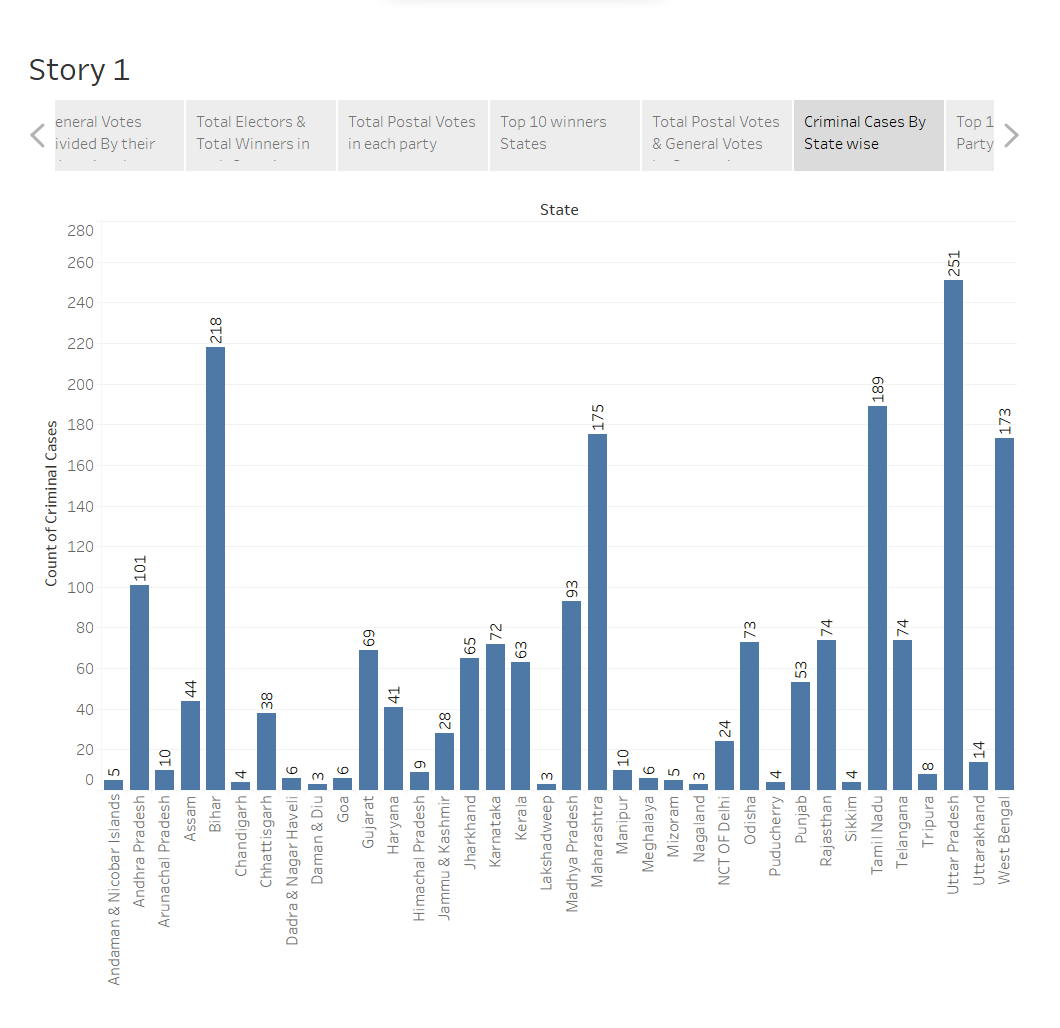 Story 1
eneral Votes
ivided By their
Total Electors &
Total Winners in
Total Postal Votes
in each party
Top 10 winners
States
Total Postal Votes
& General Votes
Criminal Cases By
State wise
Top 1
Party
State
Count of Criminal Cases
280
260
240
220
200
180
160
140
120
100
80
60
40
20
0
5
101
10
44
218
4
38
6
3
6
69
41
9
28
65
72
63
3
93
175
10
6
5
3
24
73
4
53
74
4
189
74
8
251
14
173
Andaman & Nicobar Islands
Andhra Pradesh
Arunachal Pradesh
Assam
Bihar
Chandigarh
Chhattisgarh
Dadra & Nagar Haveli
Daman & Diu
Goa
Gujarat
Haryana
Himachal Pradesh
Jammu & Kashmir
Jharkhand
Karnataka
Kerala
Lakshadweep
Madhya Pradesh
Maharashtra
Manipur
Meghalaya
Mizoram
Nagaland
NCT OF Delhi
Odisha
Puducherry
Punjab
Rajasthan
Sikkim
Tamil Nadu
Telangana
Tripura
Uttar Pradesh
Uttarakhand
West Bengal